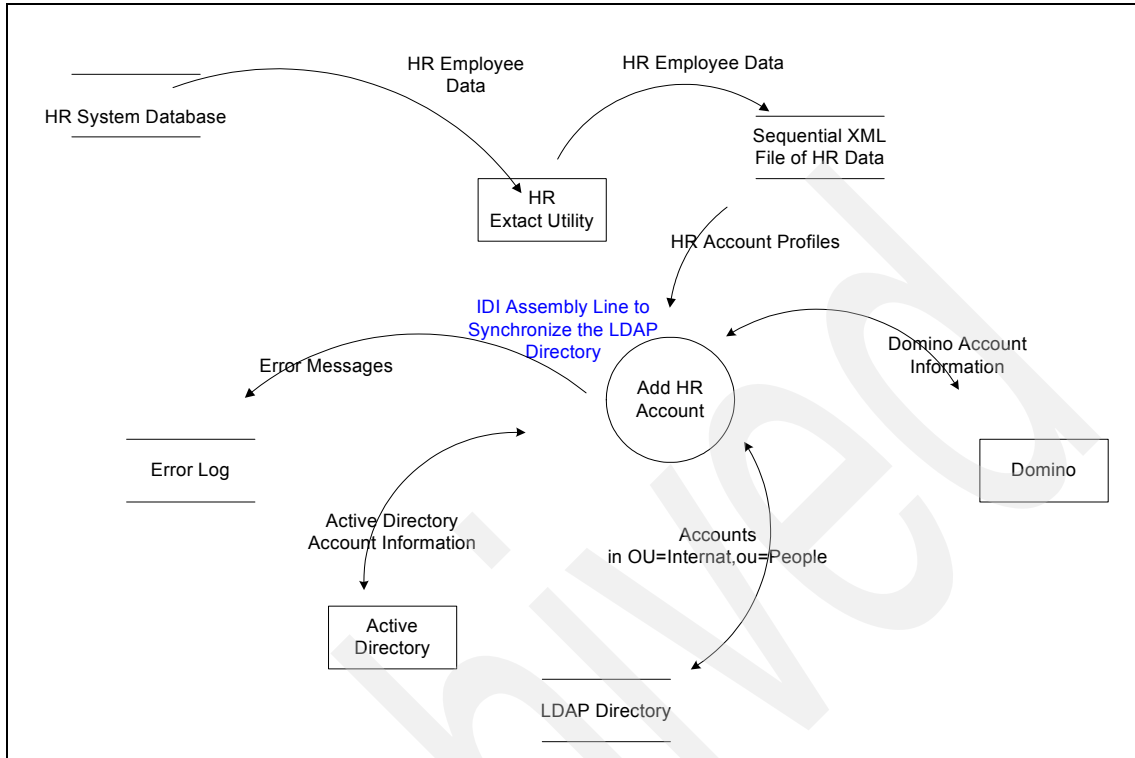 HR Employee
Data
HR Employee Data
HR System Database
Sequential XML
File of HR Data
HR
Extact Utility
HR Account Profiles
IDI Assembly Line to
Synchronize the LDAP
Directory
Error Messages
Domino Account
Information
Add HR
Account
Error Log
Domino
Active Directory
Account Information
Accounts
in OU=Internat,ou=People
Active
Directory
LDAP Directory
hived